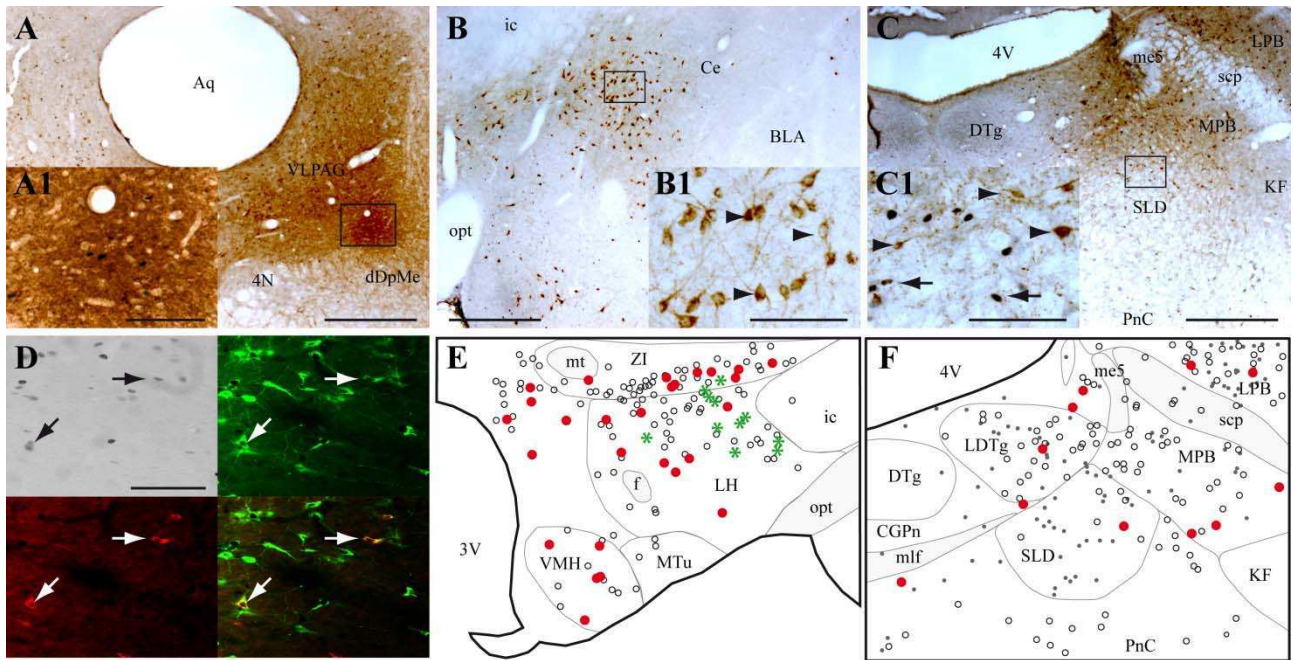 A
Aq
VLPAG
A1
4N
dDpMe
B
ic
Ce
BLA
B1
opt
C
4V
me5
LPB
scp
DTg
MPB
C1
KF
SLD
PnC
D
E
mt
ZI
ic
f
LH
opt
3V
VMH
MTu
F
4V
me5
LPB
scp
LDTg
MPB
DTg
CGPn
mlf
SLD
KF
PnC